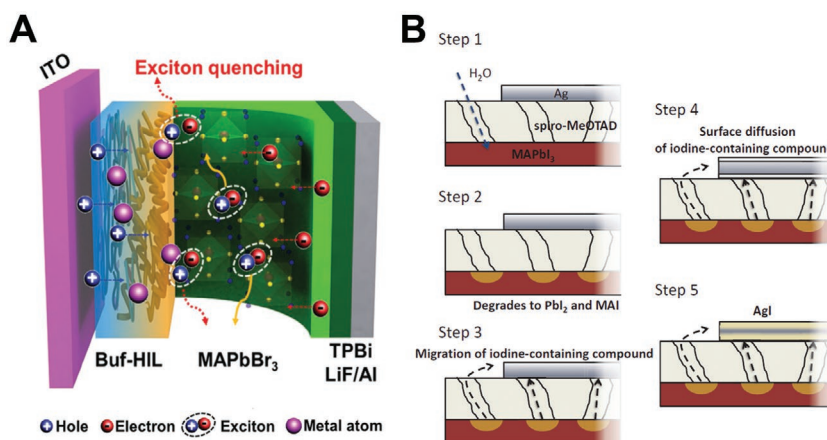 A
ITO
Exciton quenching
Buf-HIL
MAPbBr₃
TPBi
LiF/Al
Hole
Electron
Exciton
Metal atom
B
Step 1
H₂O
Ag
spiro-MeOTAD
MAPbI₃
Step 2
Degrades to PbI₂ and MAI
Step 3
Migration of iodine-containing compound
Step 4
Surface diffusion
of iodine-containing compound
Step 5
AgI